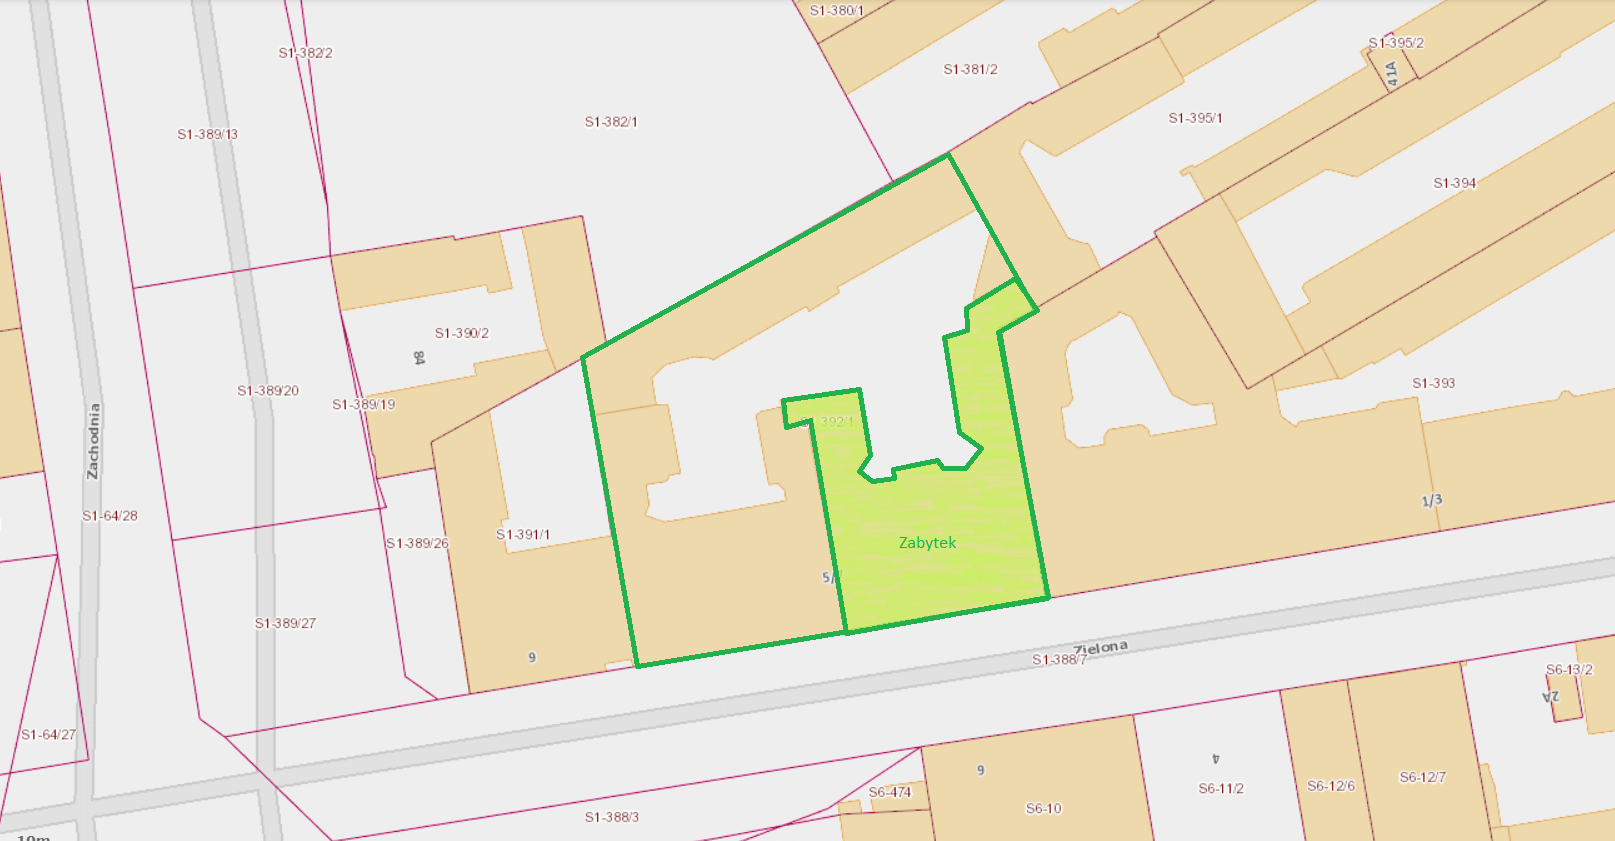 S1-380/1
S1-382/2
S1-395/2
S1-381/2
41A
S1-382/1
S1-395/1
S1-389/13
S1-394
S1-390/2
84
S1-393
S1-389/20
S1-389/19
S1-392/1
Zachodnia
1/3
S1-64/28
S1-391/1
S1-389/26
Zabytek
5/7
S1-389/27
9
Zielona
S1-388/7
S6-13/2
2A
S1-64/27
4
6
S6-474
S6-11/2
S6-12/6
S6-12/7
S6-10
S1-388/3
10m